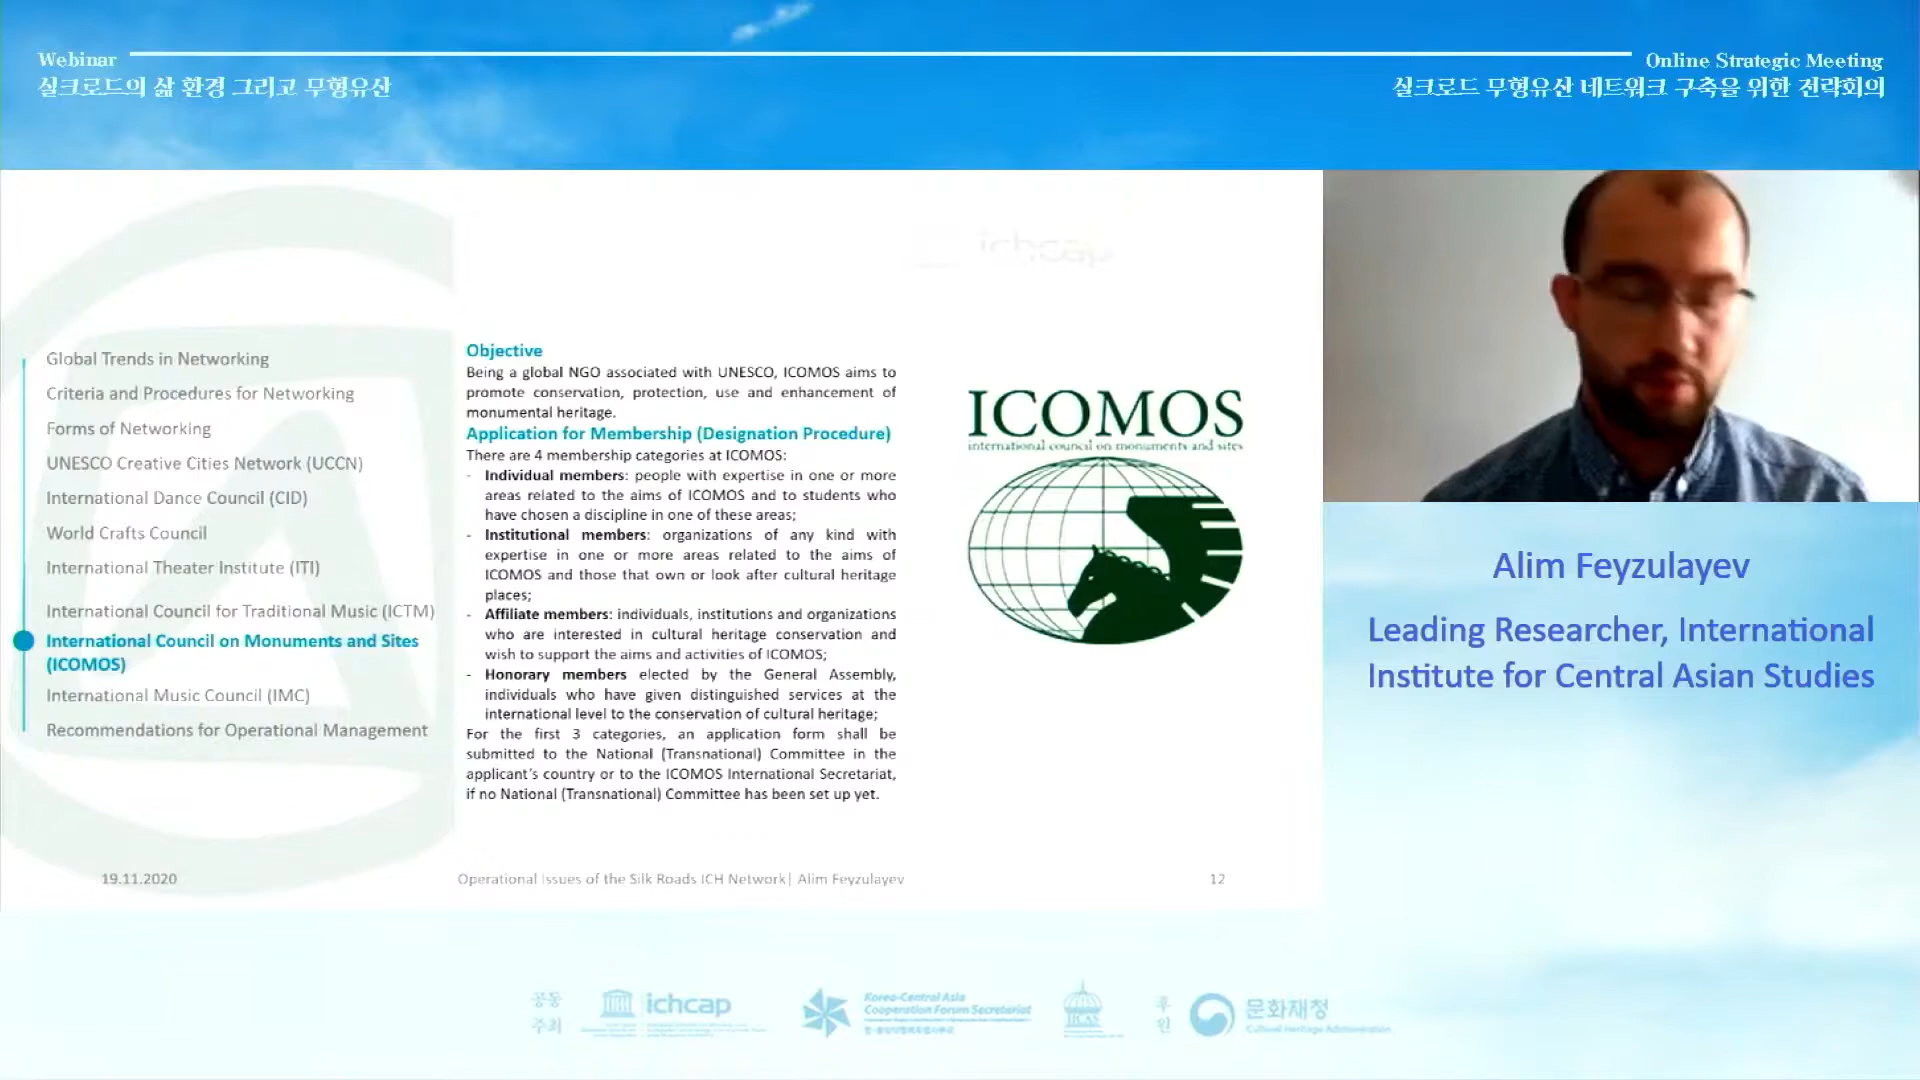 Webinar
실크로드의 삶 환경 그리고 무형유산
Online Strategic Meeting
실크로드 무형유산 네트워크 구축을 위한 전략회의
ichcap
Global Trends in Networking
Criteria and Procedures for Networking
Forms of Networking
UNESCO Creative Cities Network (UCCN)
International Dance Council (CID)
World Crafts Council
International Theater Institute (ITI)
International Council for Traditional Music (ICTM)
International Council on Monuments and Sites
(ICOMOS)
International Music Council (IMC)
Recommendations for Operational Management
Objective
Being a global NGO associated with UNESCO, ICOMOS aims to
promote conservation, protection, use and enhancement of
monumental heritage.
Application for Membership (Designation Procedure)
There are 4 membership categories at ICOMOS:
- Individual members: people with expertise in one or more
areas related to the aims of ICOMOS and to students who
have chosen a discipline in one of these areas;
- Institutional members: organizations of any kind with
expertise in one or more areas related to the aims of
ICOMOS and those that own or look after cultural heritage
places;
- Affiliate members: individuals, institutions and organizations
who are interested in cultural heritage conservation and
wish to support the aims and activities of ICOMOS;
- Honorary members elected by the General Assembly,
individuals who have given distinguished services at the
international level to the conservation of cultural heritage;
For the first 3 categories, an application form shall be
submitted to the National (Transnational) Committee in the
applicant's country or to the ICOMOS International Secretariat,
if no National (Transnational) Committee has been set up yet.
ICOMOS
international council on monuments and sites
19.11.2020
Operational Issues of the Silk Roads ICH Network| Alim Feyzulayev
12
Alim Feyzulayev
Leading Researcher, International
Institute for Central Asian Studies
공동
주최
ichcap
Korea-Central Asia
Cooperation Forum Secretariat
IICAS
후
원
문화재청
Cultural Heritage Administration